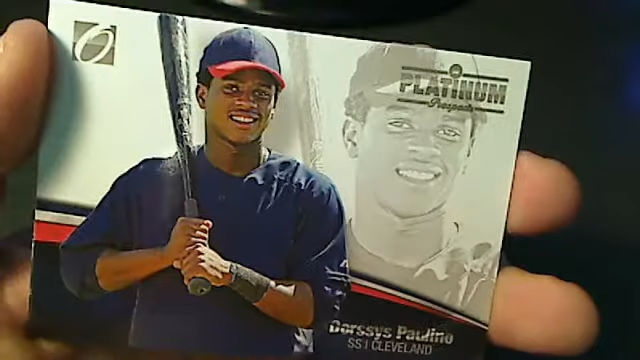 O
PLATINUM
Prospects
Dorssys Paulino
SS | CLEVELAND